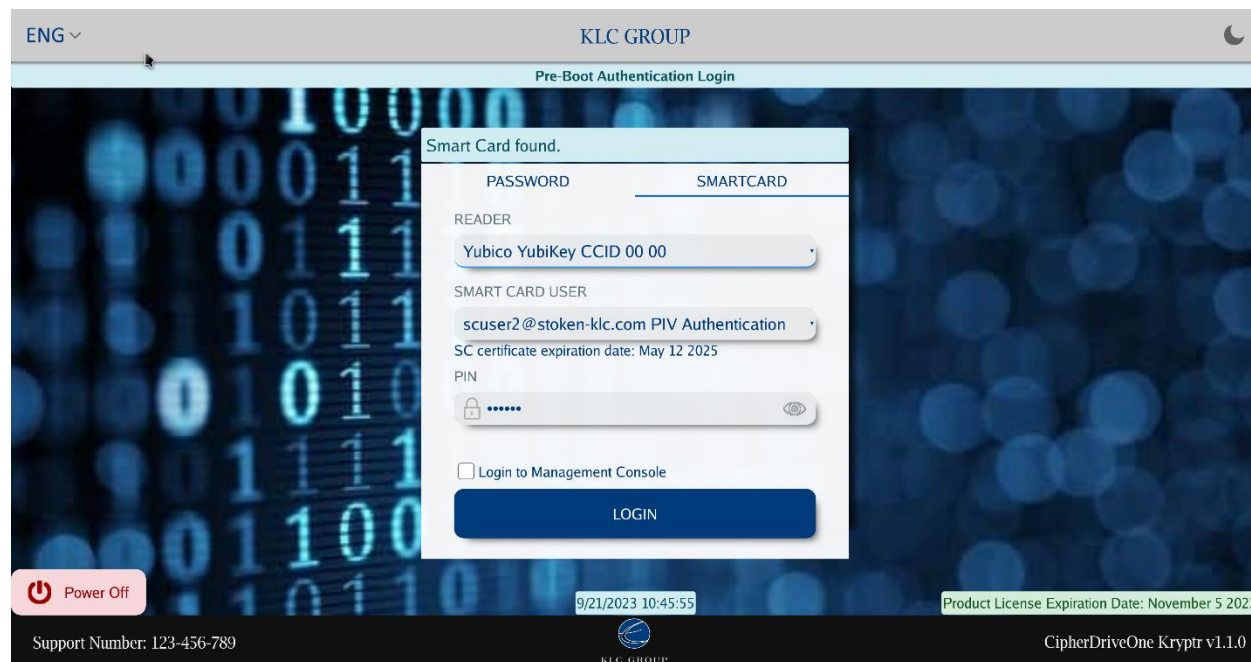 ENG
KLC GROUP
Pre-Boot Authentication Login
Smart Card found.
PASSWORD SMARTCARD
READER
Yubico YubiKey CCID 00 00
SMART CARD USER
scuser2@stoken-klc.com PIV Authentication
SC certificate expiration date: May 12 2025
PIN
••••••
Login to Management Console
LOGIN
Power Off
9/21/2023 10:45:55
Product License Expiration Date: November 5
Support Number: 123-456-789
KLC GROUP
CipherDriveOne Kryptr v1.1.0